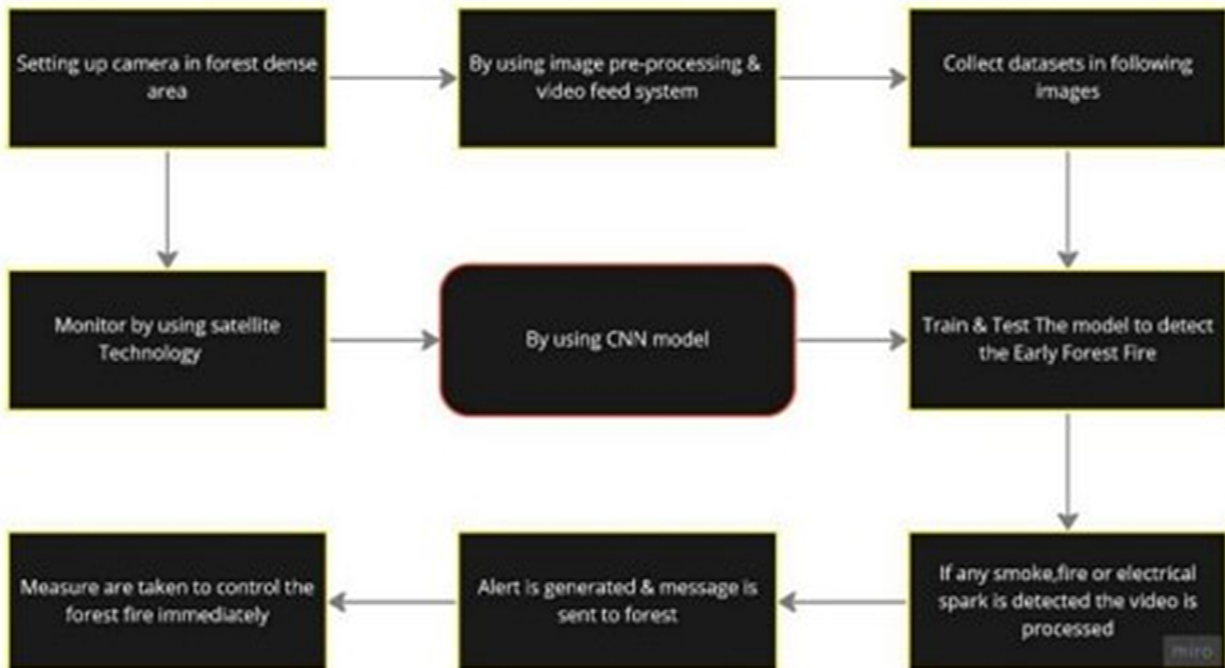 Setting up camera in forest dense
area
By using image pre-processing &
video feed system
Collect datasets in following
images
Monitor by using satellite
Technology
By using CNN model
Train & Test The model to detect
the Early Forest Fire
Measure are taken to control the
forest fire immediately
Alert is generated & message is
sent to forest
If any smoke,fire or electrical
spark is detected the video is
processed
miro